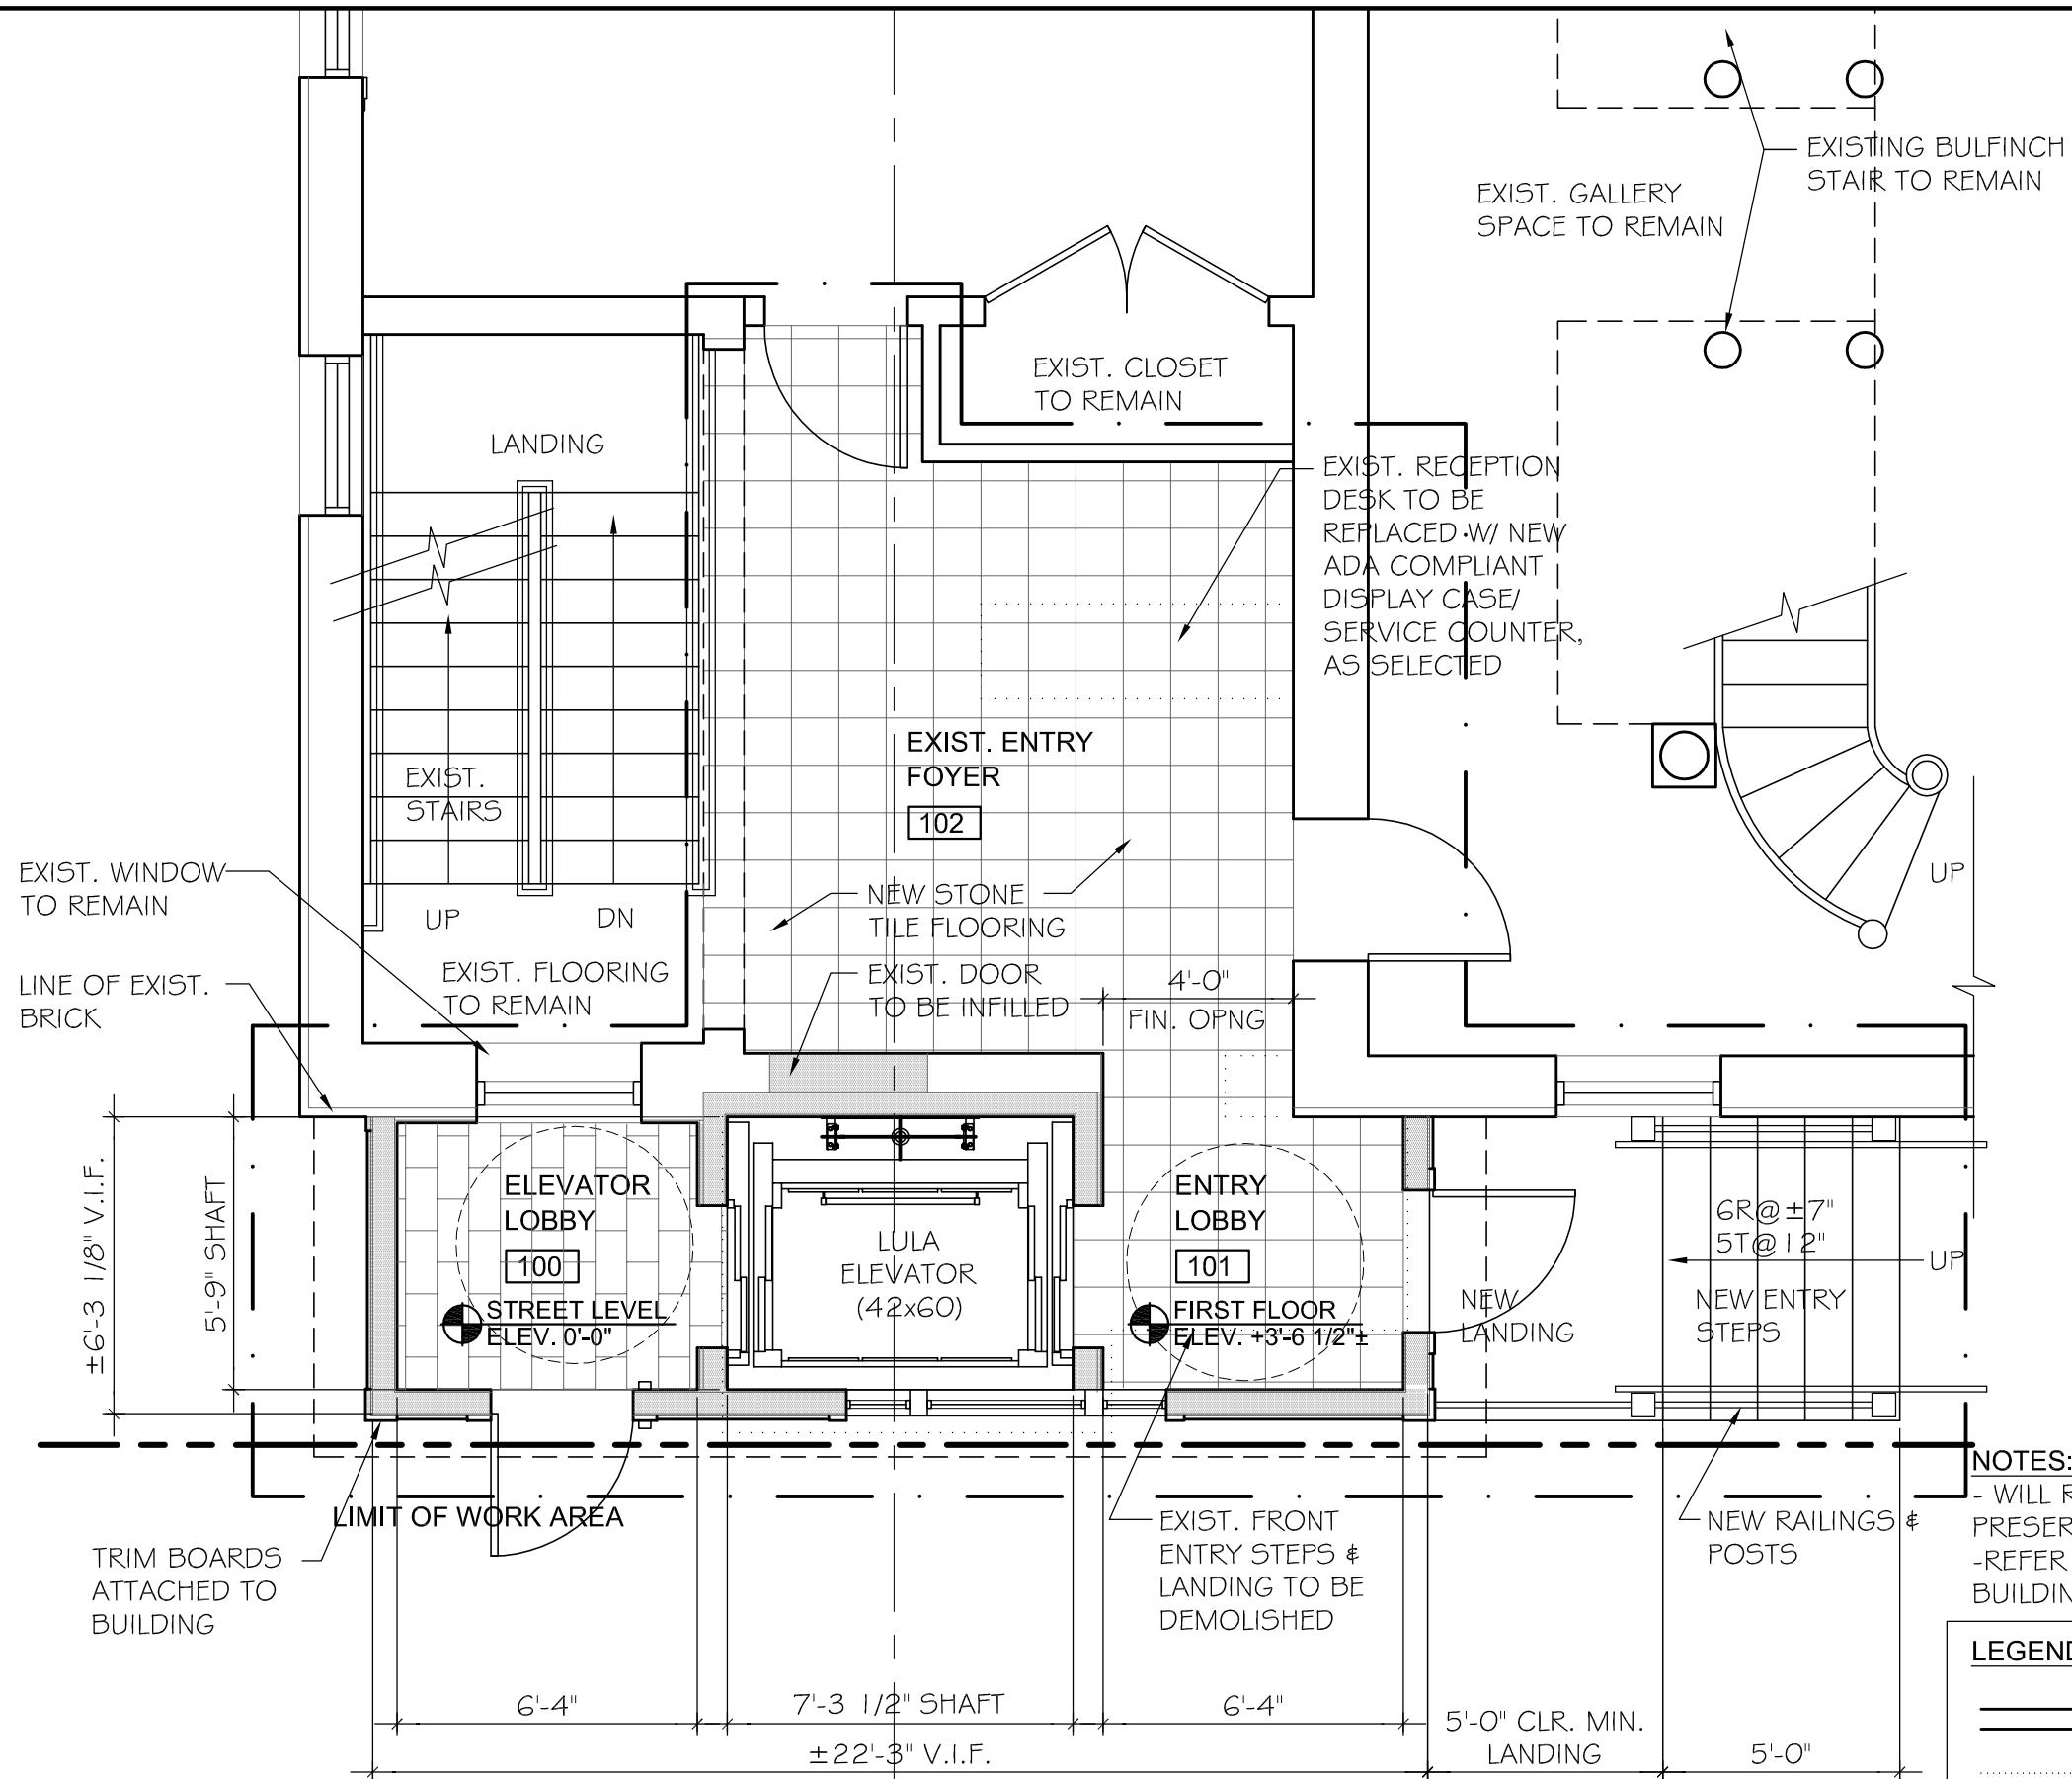 EXISTING BULFINCH
STAIR TO REMAIN
EXIST. GALLERY
SPACE TO REMAIN
EXIST. CLOSET
TO REMAIN
LANDING
EXIST. RECEPTION
DESK TO BE
REPLACED W/ NEW
ADA COMPLIANT
DISPLAY CASE/
SERVICE COUNTER,
AS SELECTED
EXIST. ENTRY
FOYER
102
EXIST.
STAIRS
EXIST. WINDOW
TO REMAIN
UP
DN
UP
NEW STONE
TILE FLOORING
EXIST. FLOORING
TO REMAIN
EXIST. DOOR
TO BE INFILLED
4'-0"
FIN. OPNG
LINE OF EXIST.
BRICK
±6'-3 1/8" V.I.F.
5'-9" SHAFT
ELEVATOR
LOBBY
100
STREET LEVEL
ELEV. 0'-0"
LULA
ELEVATOR
(42x60)
ENTRY
LOBBY
101
FIRST FLOOR
ELEV. +3'-6 1/2"±
NEW
LANDING
6R@±7"
5T@12"
UP
NEW ENTRY
STEPS
LIMIT OF WORK AREA
TRIM BOARDS
ATTACHED TO
BUILDING
EXIST. FRONT
ENTRY STEPS &
LANDING TO BE
DEMOLISHED
NEW RAILINGS &
POSTS
NOTES:
- WILL
-REFER
6'-4"
7'-3 1/2" SHAFT
6'-4"
5'-0" CLR. MIN.
LANDING
5'-0"
±22'-3" V.I.F.